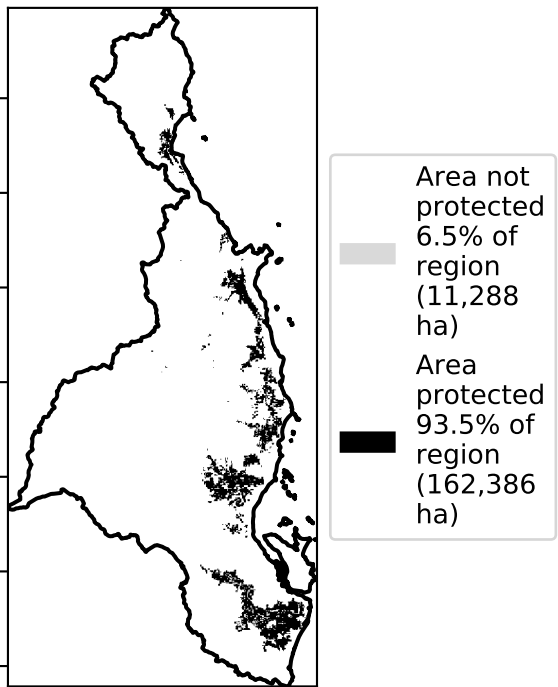 Area not
protected
6.5% of
region
(11,288
ha)
Area
protected
93.5% of
region
(162,386
ha)